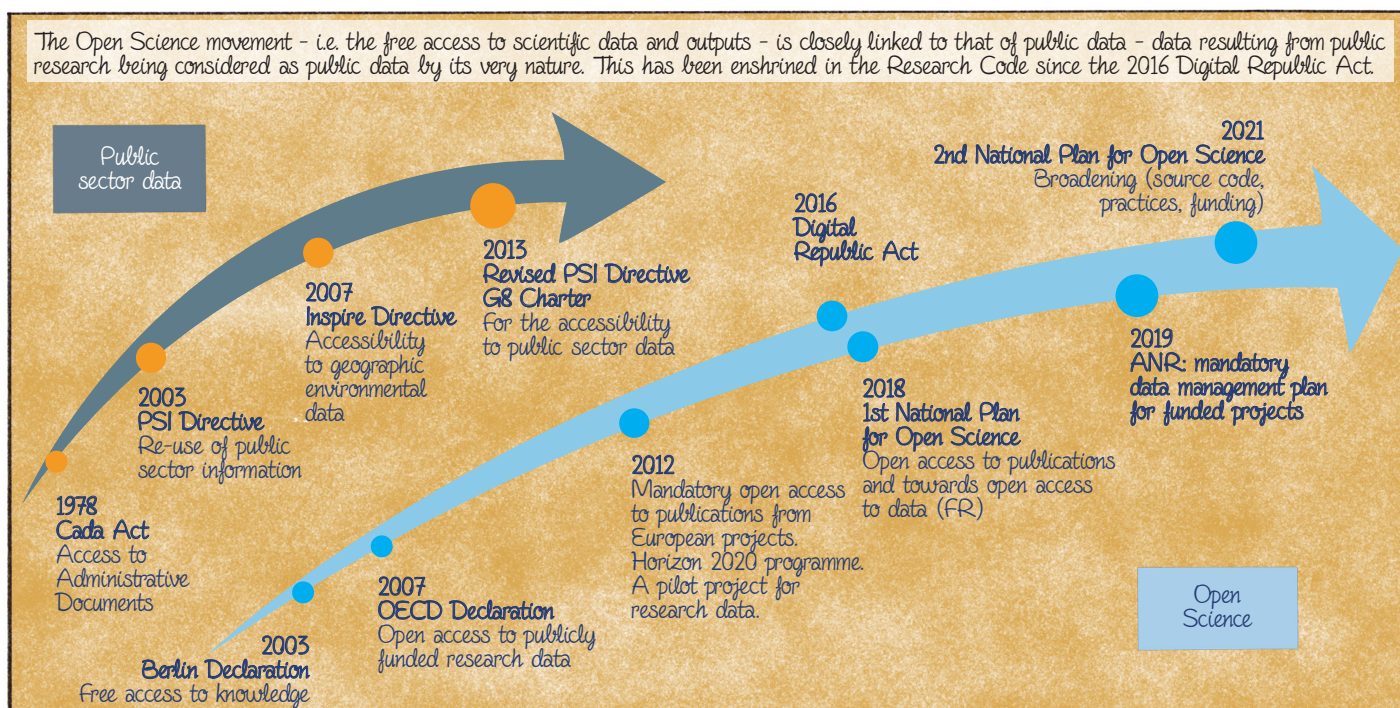 The Open Science movement - i.e. the free access to scientific data and outputs - is closely linked to that of public data - data resulting from public
research being considered as public data by its very nature. This has been enshrined in the Research Code since the 2016 Digital Republic Act.
Public
sector data
1978
Cada Act
Access to
Administrative
Documents
2003
PSI Directive
Re-use of public
sector information
2007
Inspire Directive
Accessibility
to geographic
environmental
data
2013
Revised PSI Directive
G8 Charter
For the accessibility
to public sector data
2003
Berlin Declaration
Free access to knowledge
2007
OECD Declaration
Open access to publicly
funded research data
2012
Mandatory open access
to publications from
European projects.
Horizon 2020 programme.
A pilot project for
research data.
2016
Digital
Republic Act
2018
1st National Plan
for Open Science
Open access to publications
and towards open access
to data (FR)
2019
ANR: mandatory
data management plan
for funded projects
2021
2nd National Plan for Open Science
Broadening (source code,
practices, funding)
Open
Science